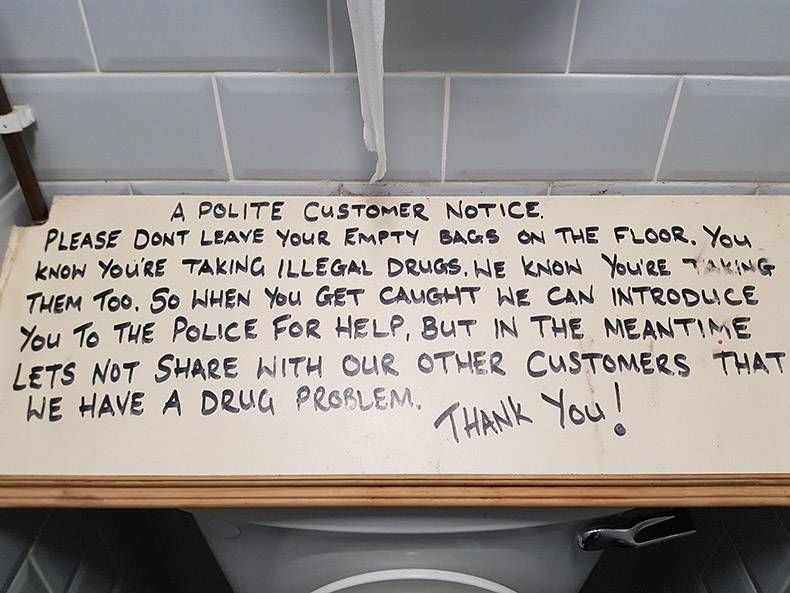 A POLITE CUSTOMER NOTICE.
PLEASE DONT LEAVE YOUR EMPTY BAGS ON THE FLOOR. YOU
KNOW YOU'RE TAKING ILLEGAL DRUGS. WE KNOW YOU'RE TAKING
THEM TOO. SO WHEN YOU GET CAUGHT WE CAN INTRODUCE
YOU TO THE POLICE FOR HELP, BUT IN THE MEANTIME
LETS NOT SHARE WITH OUR OTHER CUSTOMERS THAT
WE HAVE A DRUG PROBLEM.
THANK YOU!